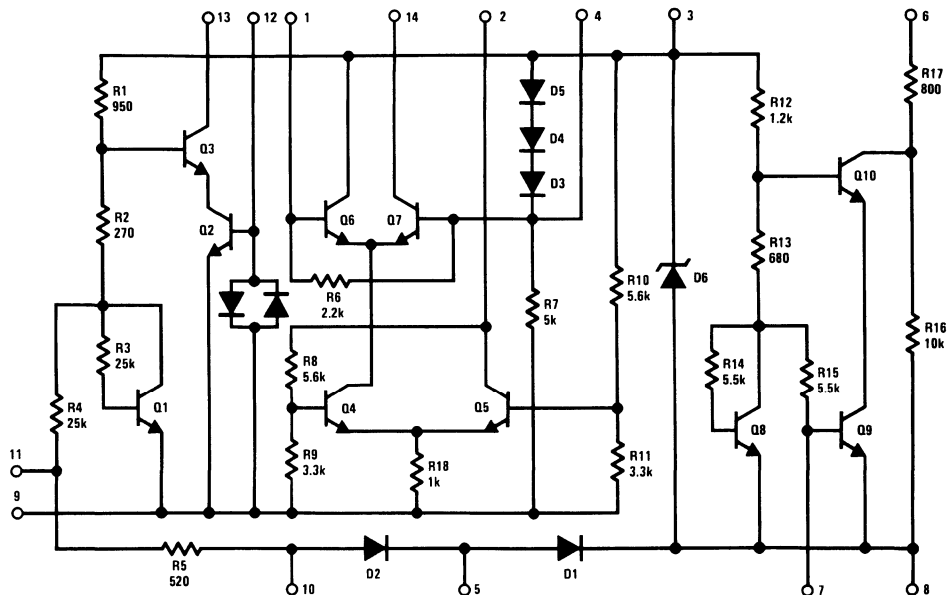 13
12
1
14
2
4
3
6
R1
950
R2
270
R3
25k
R4
25k
11
9
Q3
Q2
Q1
Q6
Q7
R6
2.2k
R8
5.6k
R9
3.3k
Q4
Q5
R18
1k
D5
D4
D3
R7
5k
R10
5.6k
R11
3.3k
D6
R12
1.2k
R13
680
R14
5.5k
R15
5.5k
Q8
Q9
Q10
R17
800
R16
10k
R5
520
10
D2
5
D1
7
8